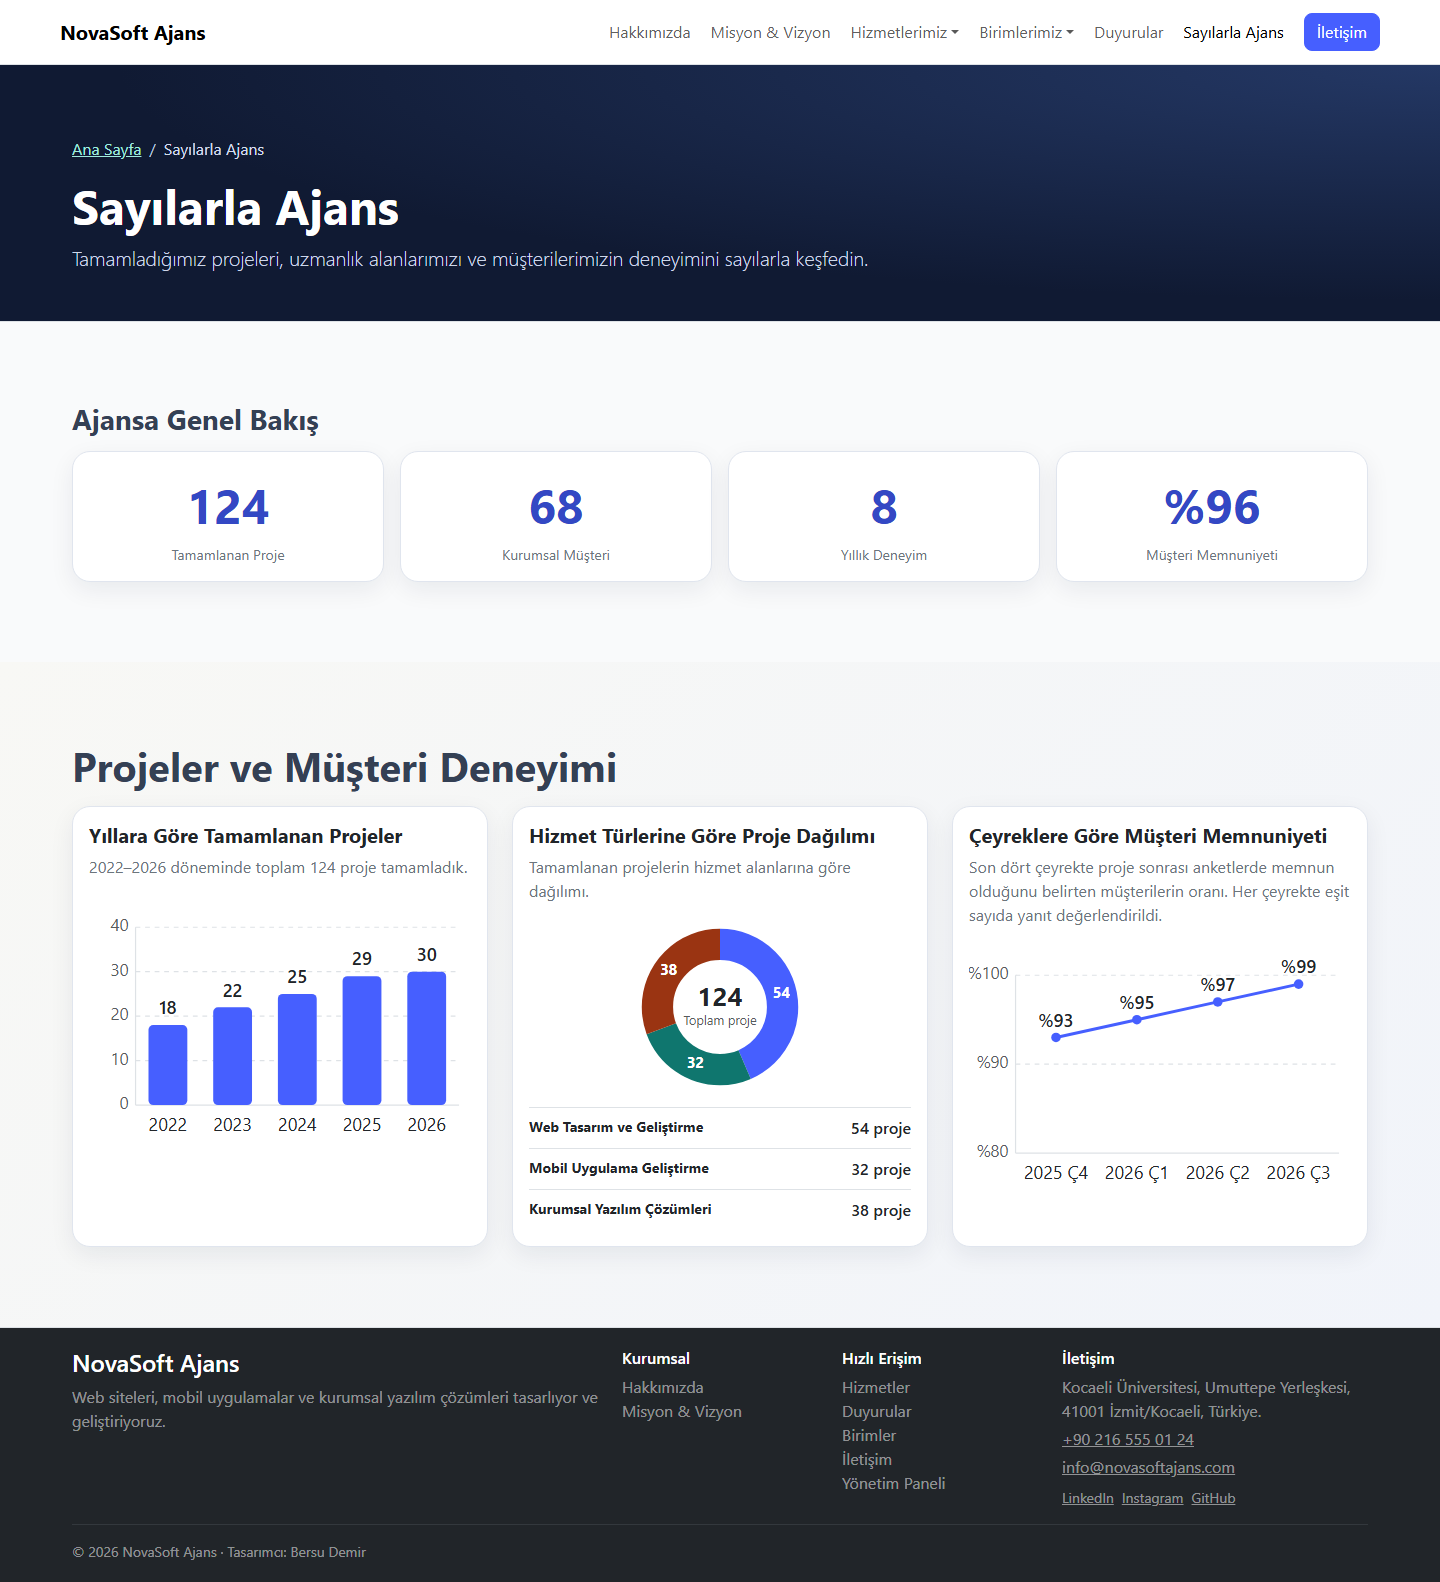 NovaSoft Ajans
Hakkımızda
Misyon & Vizyon
Hizmetlerimiz
Birimlerimiz
Duyurular
Sayılarla Ajans
İletişim
Ana Sayfa / Sayılarla Ajans
Sayılarla Ajans
Tamamladığımız projeleri, uzmanlık alanlarımızı ve müşterilerimizin deneyimini sayılarla keşfedin.
Ajansa Genel Bakış
124
Tamamlanan Proje
68
Kurumsal Müşteri
8
Yıllık Deneyim
%96
Müşteri Memnuniyeti
Projeler ve Müşteri Deneyimi
Yıllara Göre Tamamlanan Projeler
2022–2026 döneminde toplam 124 proje tamamladık.
40
30
20
10
0
18
22
25
29
30
2022
2023
2024
2025
2026
Hizmet Türlerine Göre Proje Dağılımı
Tamamlanan projelerin hizmet alanlarına göre
dağılımı.
38
54
32
124
Toplam proje
Web Tasarım ve Geliştirme 54 proje
Mobil Uygulama Geliştirme 32 proje
Kurumsal Yazılım Çözümleri 38 proje
Çeyreklere Göre Müşteri Memnuniyeti
Son dört çeyrekte proje sonrası anketlerde memnun
olduğunu belirten müşterilerin oranı. Her çeyrekte eşit
sayıda yanıt değerlendirildi.
%100
%90
%80
%93
%95
%97
%99
2025 Ç4
2026 Ç1
2026 Ç2
2026 Ç3
NovaSoft Ajans
Web siteleri, mobil uygulamalar ve kurumsal yazılım çözümleri tasarlıyor ve
geliştiriyoruz.
Kurumsal
Hakkımızda
Misyon & Vizyon
Hızlı Erişim
Hizmetler
Duyurular
Birimler
İletişim
Yönetim Paneli
İletişim
Kocaeli Üniversitesi, Umuttepe Yerleşkesi,
41001 İzmit/Kocaeli, Türkiye.
+90 216 555 01 24
info@novasoftajans.com
LinkedIn Instagram GitHub
© 2026 NovaSoft Ajans · Tasarımcı: Bersu Demir